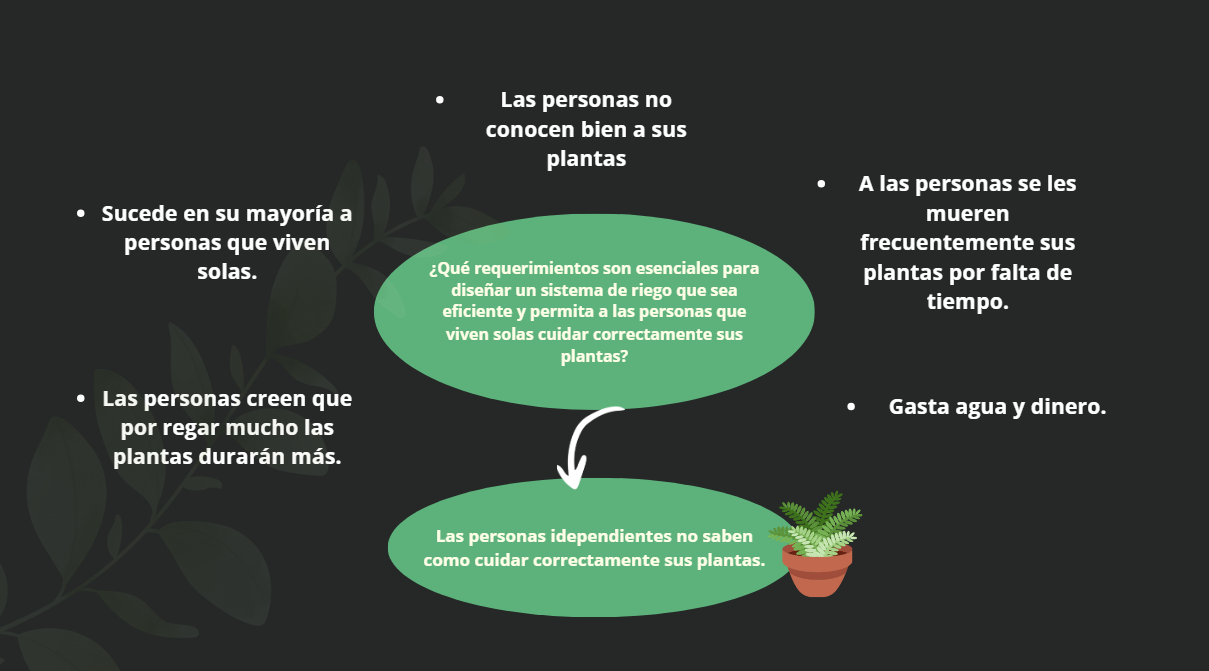 • Las personas no
conocen bien a sus
plantas
• A las personas se les
mueren
frecuentemente sus
plantas por falta de
tiempo.
• Sucede en su mayoría a
personas que viven
solas.
¿Qué requerimientos son esenciales para
diseñar un sistema de riego que sea
eficiente y permita a las personas que
viven solas cuidar correctamente sus
plantas?
• Las personas creen que
por regar mucho las
plantas durarán más.
• Gasta agua y dinero.
Las personas idependientes no saben
como cuidar correctamente sus plantas.